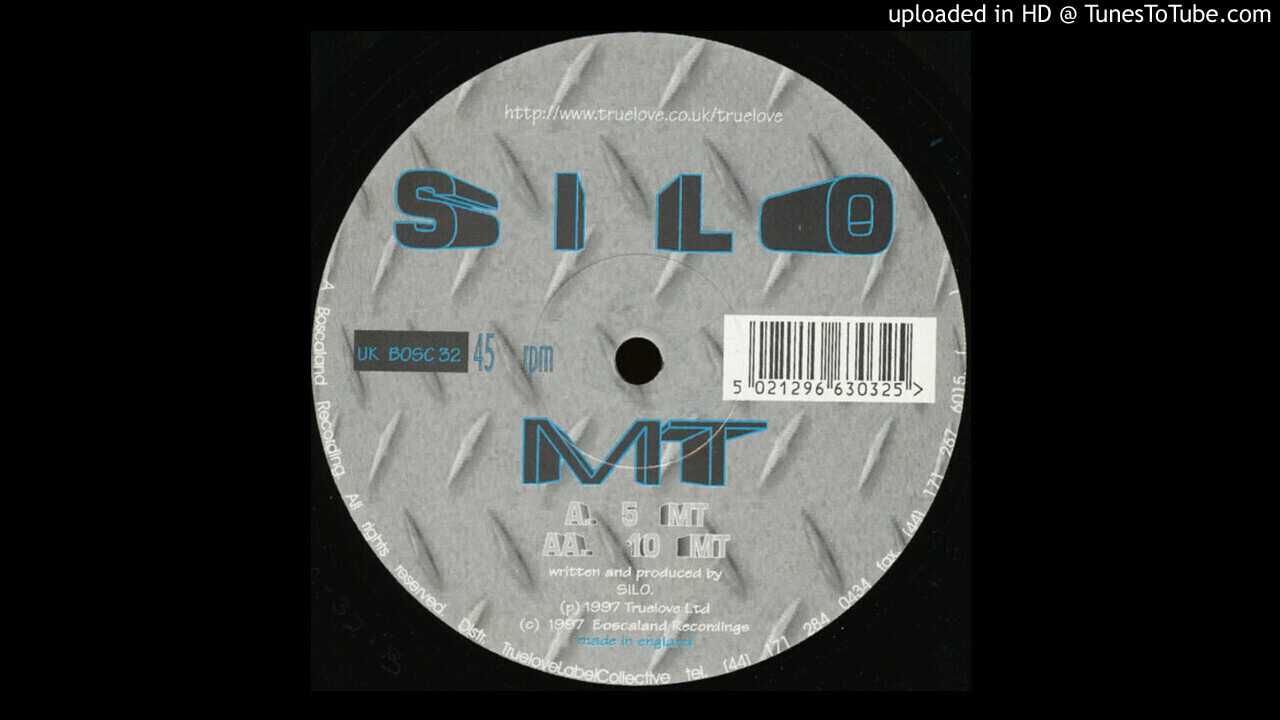 uploaded in HD @ TunesToTube.com
http://www.truelove.co.uk/truelove
SILO
UK BOSC 32
45 rpm
5 021296 630325 >
MT
A. 5 MT
AA. 10 MT
written and produced by
SILO.
(p) 1997 Truelove Ltd
(c) 1997 Boscaland Recordings
made in england
A Boscaland Recording. All rights reserved. Distr. TrueloveLabelCollective tel. (44) 171 284 0434 fax. (44) 171 267 6015.